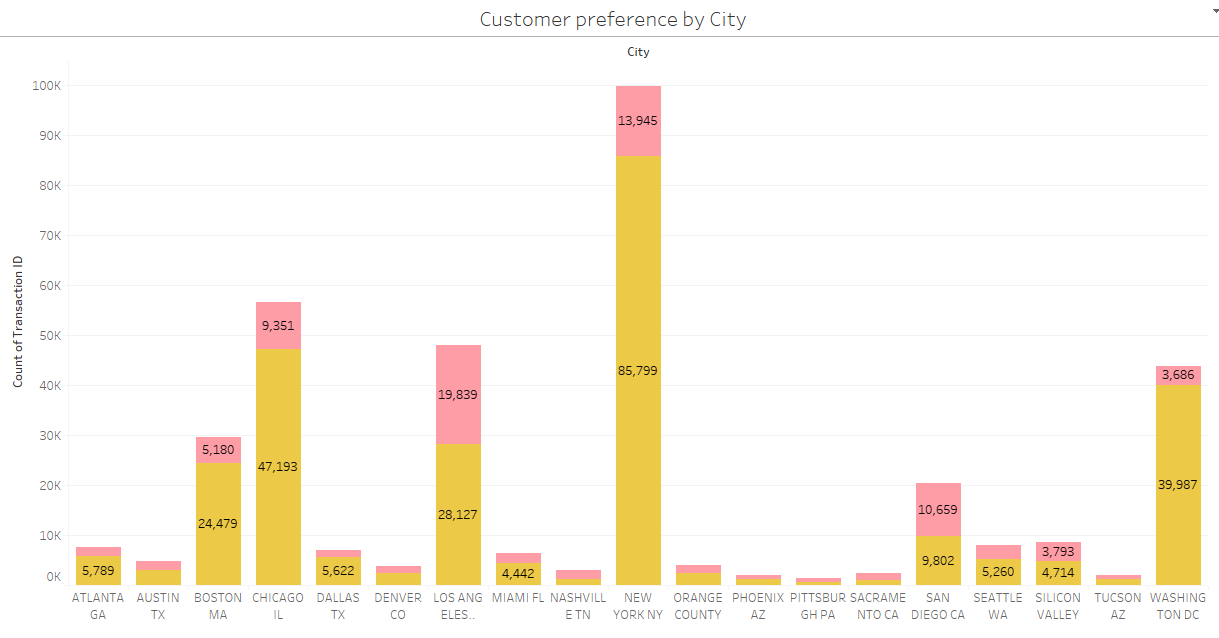 Customer preference by City
City
Count of Transaction ID
100K
90K
80K
70K
60K
50K
40K
30K
20K
10K
0K
13,945
85,799
9,351
47,193
19,839
28,127
3,686
39,987
5,180
24,479
10,659
9,802
5,789
5,622
4,442
5,260
3,793
4,714
ATLANTA
GA
AUSTIN
TX
BOSTON
MA
CHICAGO
IL
DALLAS
TX
DENVER
CO
LOS ANG
ELES..
MIAMI FL
NASHVILL
E TN
NEW
YORK NY
ORANGE
COUNTY
PHOENIX
AZ
PITTSBUR
GH PA
SACRAME
NTO CA
SAN
DIEGO CA
SEATTLE
WA
SILICON
VALLEY
TUCSON
AZ
WASHING
TON DC